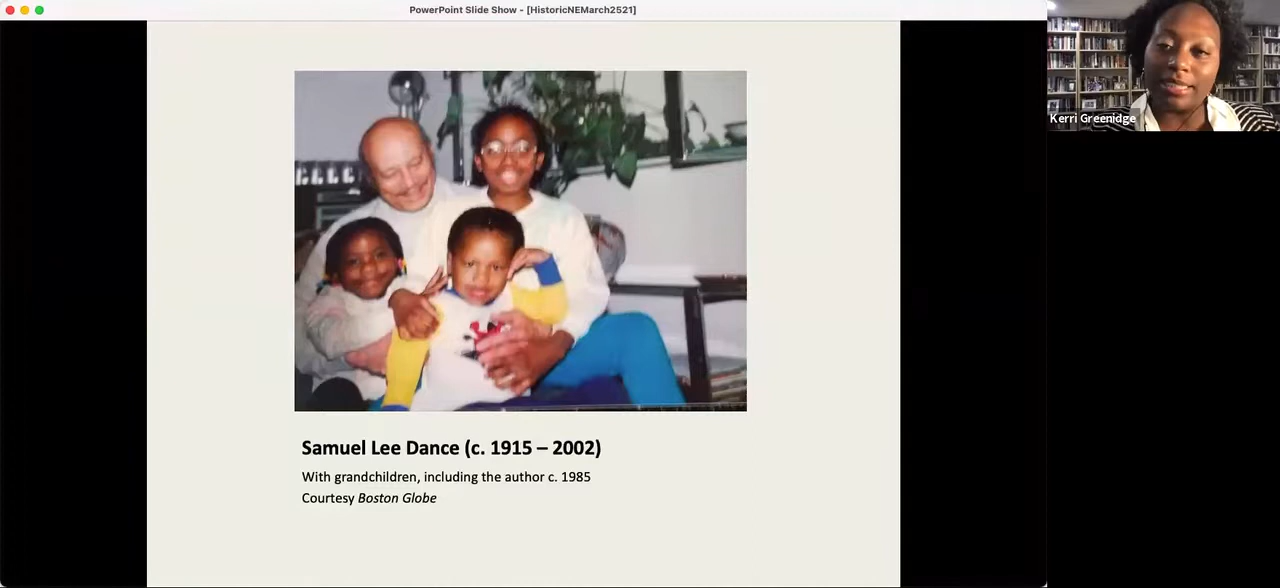 PowerPoint Slide Show - [HistoricNEMarch2521]
Kerri Greenidge
Samuel Lee Dance (c. 1915 – 2002)
With grandchildren, including the author c. 1985
Courtesy Boston Globe